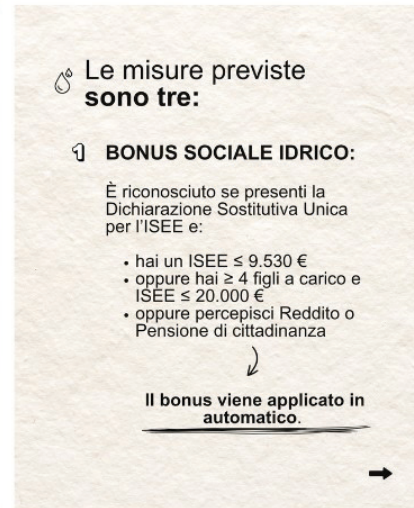 Le misure previste
sono tre:
1 BONUS SOCIALE IDRICO:
È riconosciuto se presenti la
Dichiarazione Sostitutiva Unica
per l'ISEE e:
• hai un ISEE ≤ 9.530 €
• oppure hai ≥ 4 figli a carico e
ISEE ≤ 20.000 €
• oppure percepisci Reddito o
Pensione di cittadinanza
Il bonus viene applicato in
automatico.